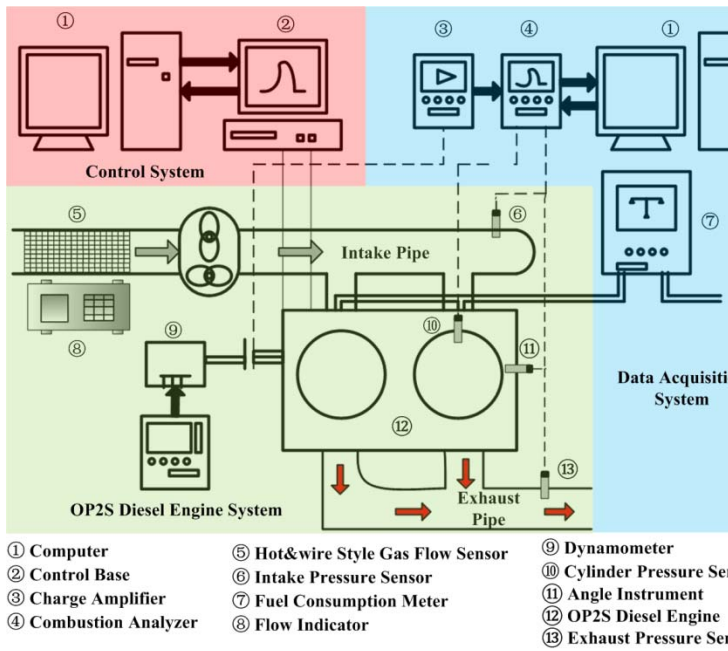 ① ② ③ ④ ①
Control System
⑤ ⑥ ⑦
Intake Pipe
⑧ ⑨ ⑩ ⑪
Data Acquisiti
System
⑫
⑬
OP2S Diesel Engine System
Exhaust
Pipe
① Computer
② Control Base
③ Charge Amplifier
④ Combustion Analyzer
⑤ Hot&wire Style Gas Flow Sensor
⑥ Intake Pressure Sensor
⑦ Fuel Consumption Meter
⑧ Flow Indicator
⑨ Dynamometer
⑩ Cylinder Pressure Sen
⑪ Angle Instrument
⑫ OP2S Diesel Engine
⑬ Exhaust Pressure Sen